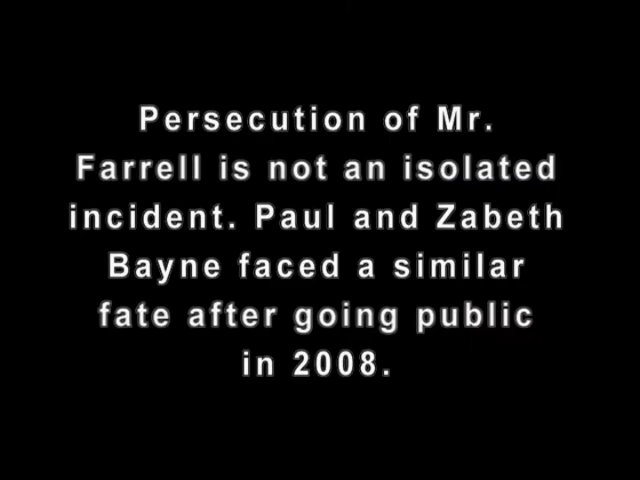 Persecution of Mr.
Farrell is not an isolated
incident. Paul and Zabeth
Bayne faced a similar
fate after going public
in 2008.